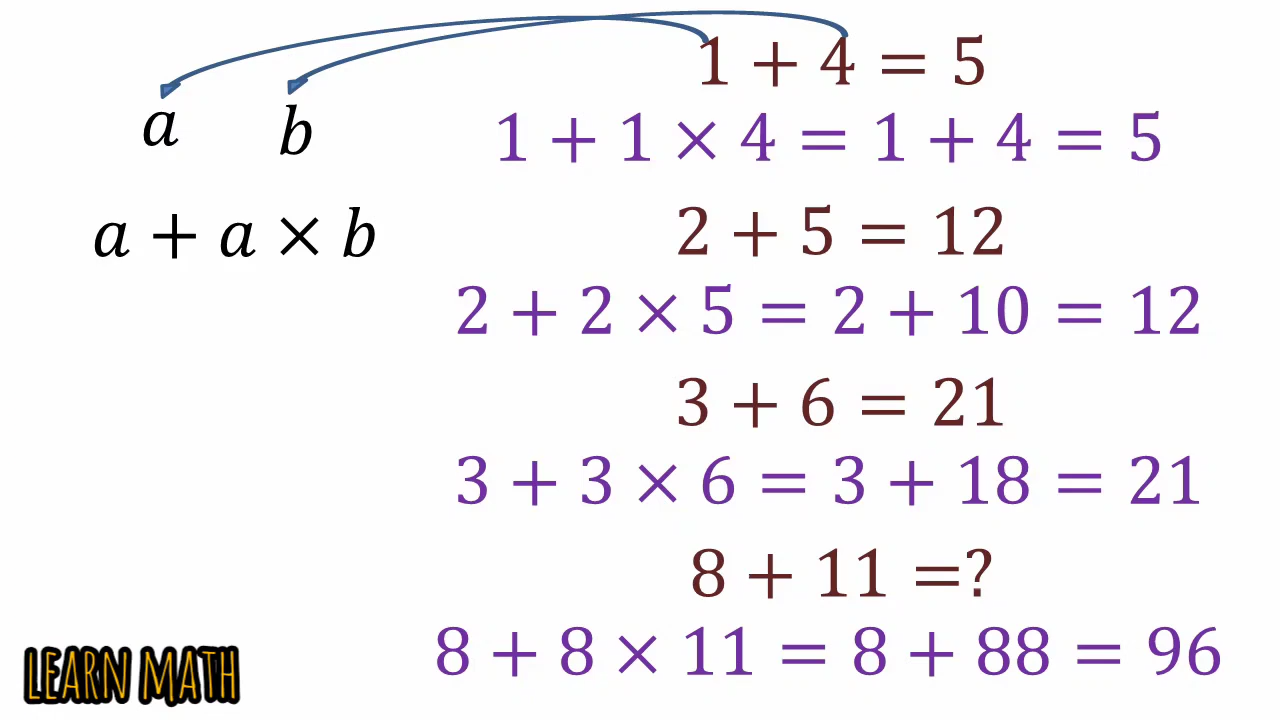 1 + 4 = 5
a b
1 + 1 × 4 = 1 + 4 = 5
a + a × b
2 + 5 = 12
2 + 2 × 5 = 2 + 10 = 12
3 + 6 = 21
3 + 3 × 6 = 3 + 18 = 21
8 + 11 =?
8 + 8 × 11 = 8 + 88 = 96
LEARN MATH